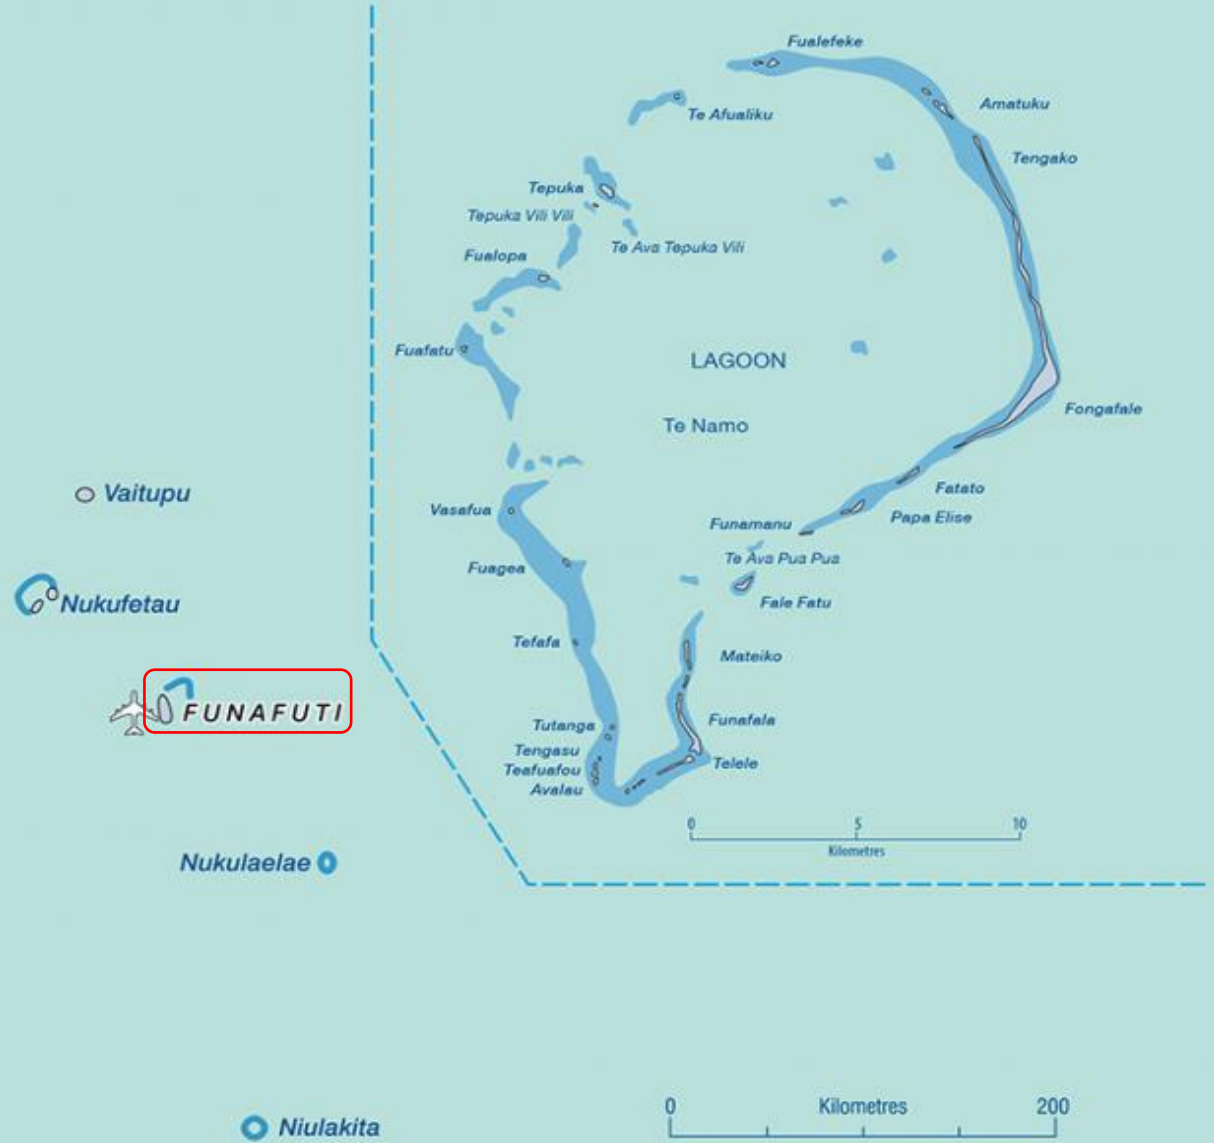 Fualefeke
Amatuku
Te Afualiku
Tengako
Tepuka
Tepuka Vili Vili
Te Ava Tepuka Vili
Fualopa
Fuafatu
LAGOON
Te Namo
Fongafale
Vaitupu
Fatato
Vasafua
Papa Elise
Funamanu
Te Ava Pua Pua
Fuagea
Fale Fatu
Nukufetau
Tefafa
Mateiko
FUNAFUTI
Tutanga
Funafala
Tengasu
Telele
Teafuafou
Avalau
0 5 10
Kilometres
Nukulaelae
0 Kilometres 200
Niulakita